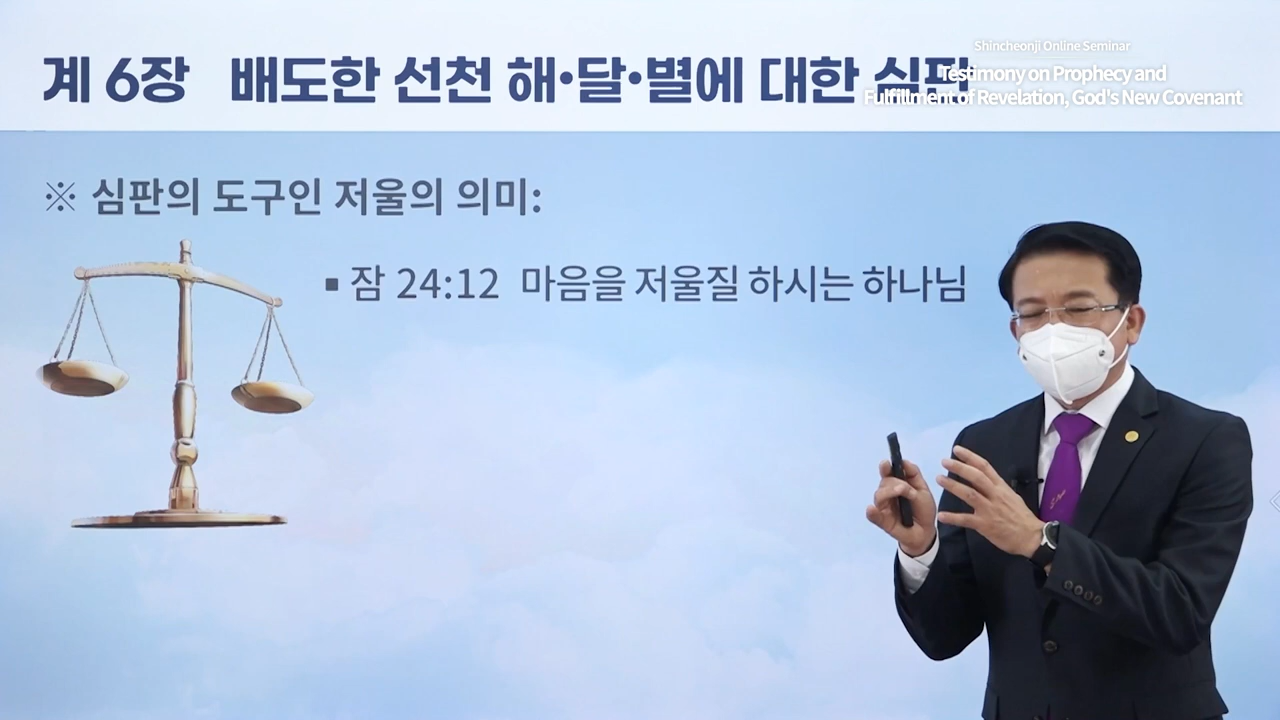 계 6장 배도한 선천 해·달·별에 대한 심판
Shincheonji Online Seminar
Testimony on Prophecy and
Fulfillment of Revelation, God's New Covenant
※ 심판의 도구인 저울의 의미:
▪ 잠 24:12 마음을 저울질 하시는 하나님